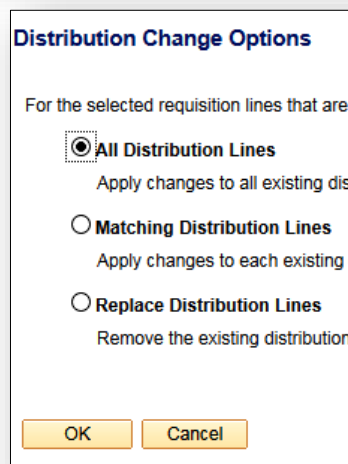 Distribution Change Options
For the selected requisition lines that are
All Distribution Lines
Apply changes to all existing dis
Matching Distribution Lines
Apply changes to each existing
Replace Distribution Lines
Remove the existing distribution
OK Cancel